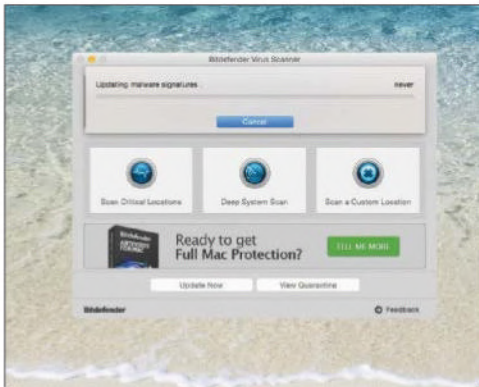 Bitdefender Virus Scanner
Updating malware signatures...
never
Cancel
Scan Critical Locations
Deep System Scan
Scan a Custom Location
Ready to get
Full Mac Protection?
TELL ME MORE
Update Now
View Quarantine
Bitdefender
Feedback